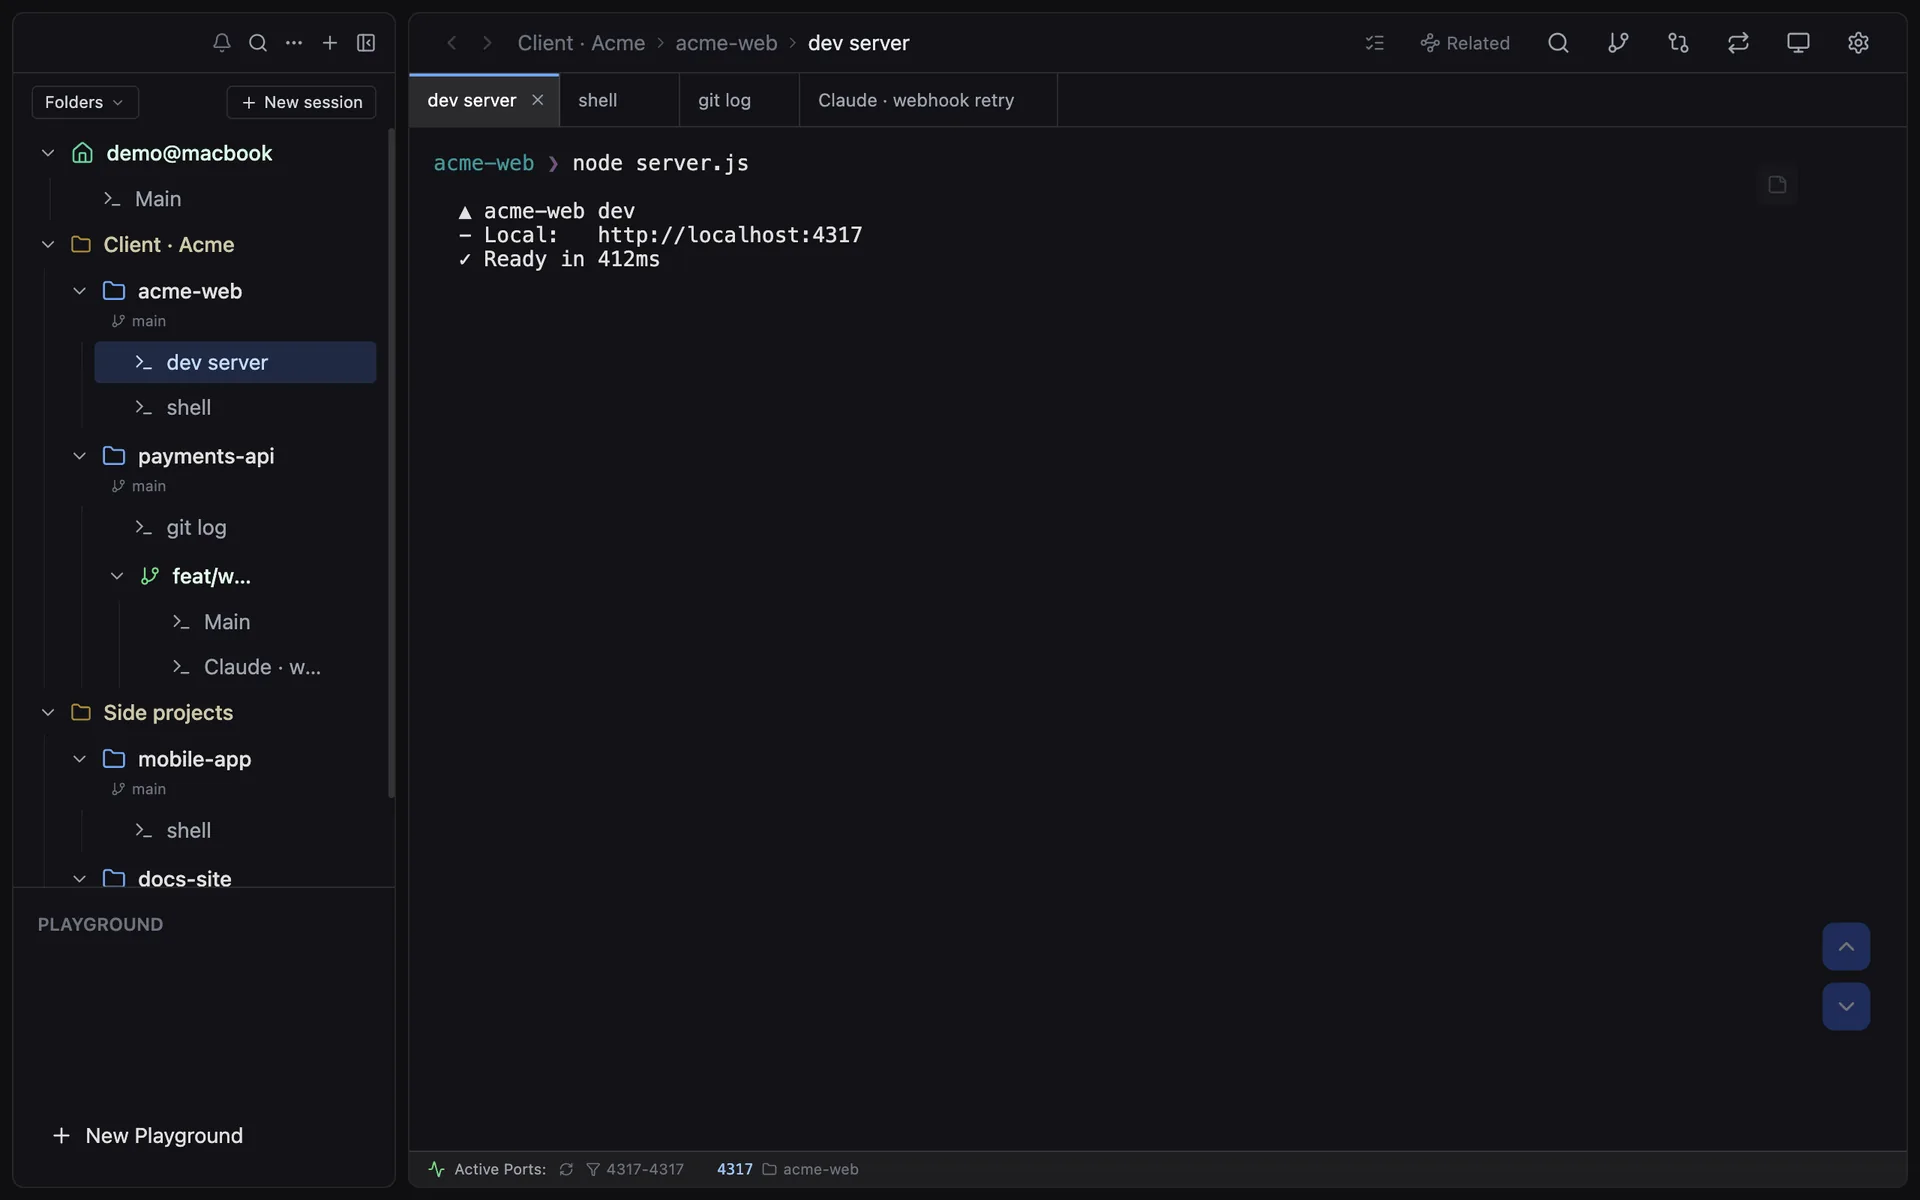 Folders
New session
demo@macbook
Main
Client · Acme
acme-web
main
dev server
shell
payments-api
main
git log
feat/w...
Main
Claude · w...
Side projects
mobile-app
main
shell
docs-site
PLAYGROUND
New Playground
Client · Acme > acme-web > dev server
Related
dev server
shell
git log
Claude · webhook retry
acme-web ❯ node server.js
▲ acme-web dev
– Local: http://localhost:4317
✓ Ready in 412ms
Active Ports: 4317-4317 4317 acme-web